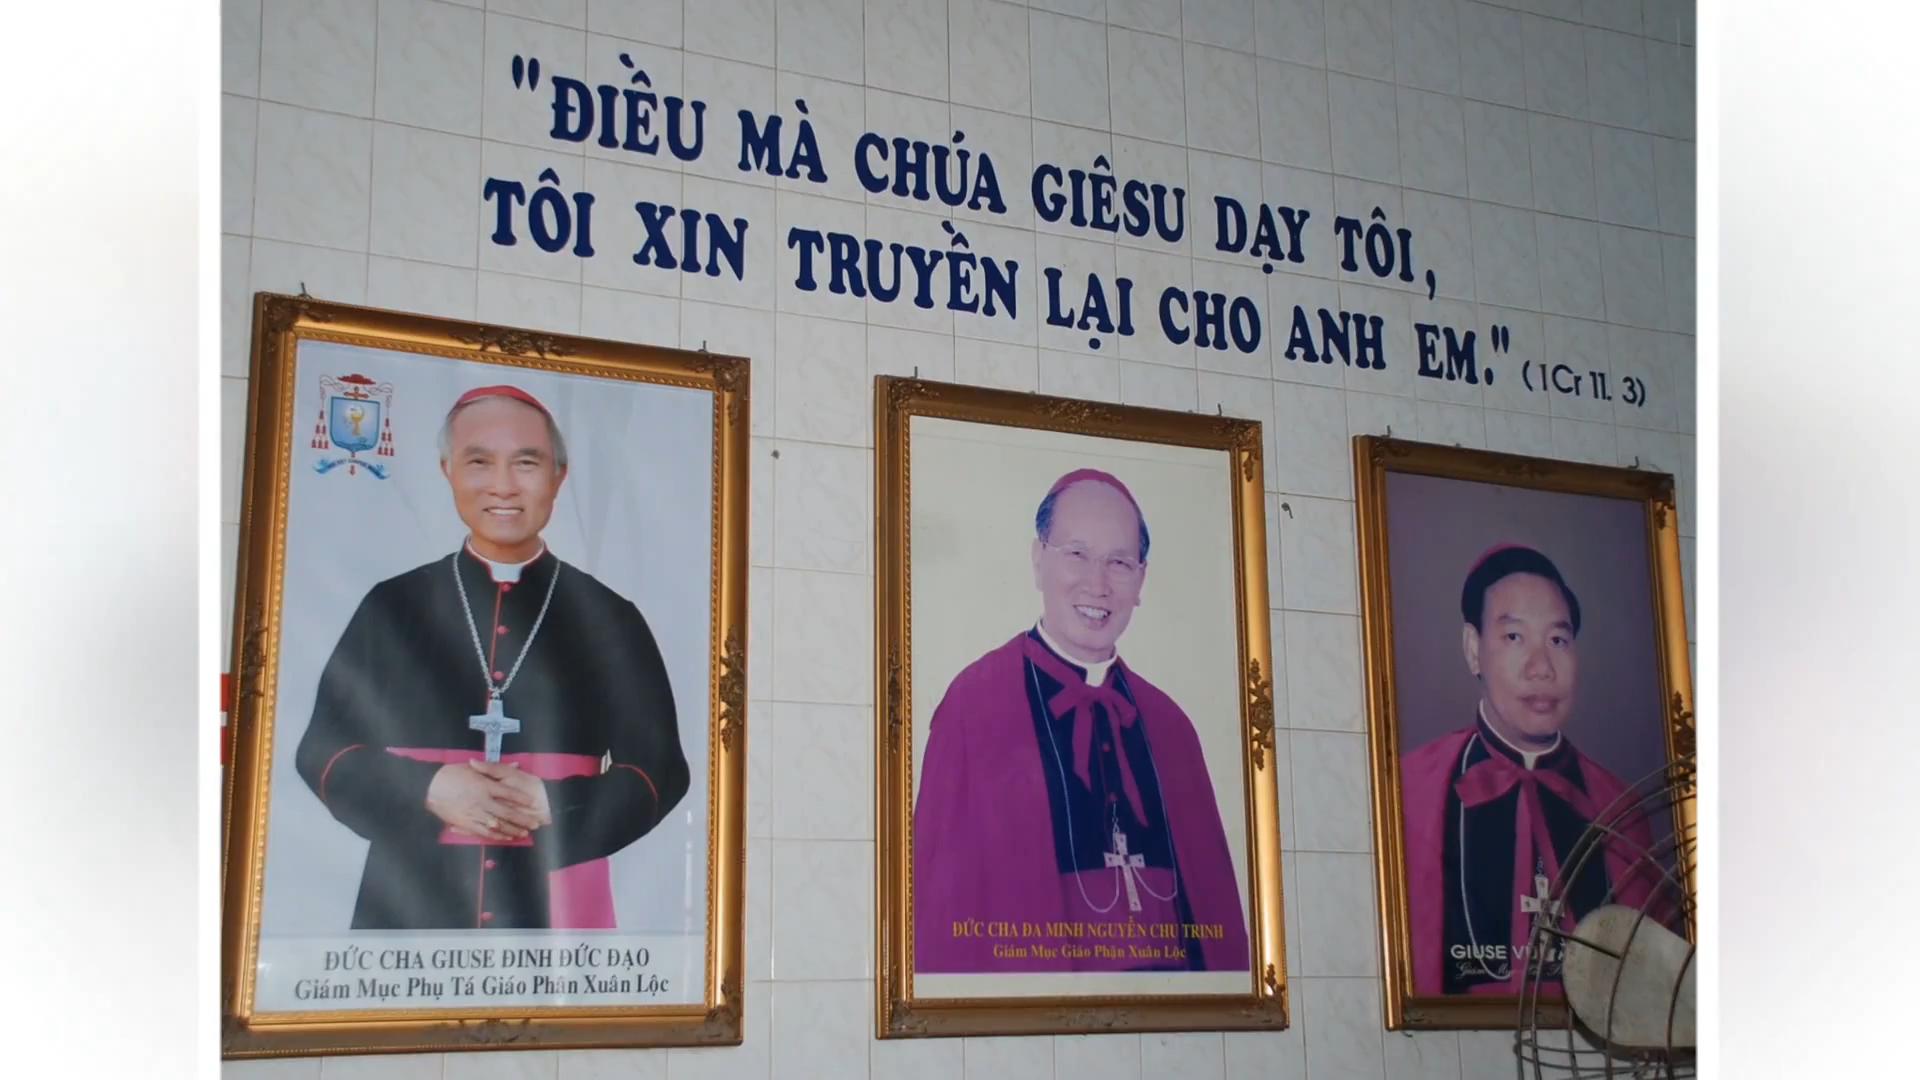 "ĐIỀU MÀ CHÚA GIÊSU DẠY TÔI,
TÔI XIN TRUYỀN LẠI CHO ANH EM." (1Cr 11. 3)
ĐỨC CHA GIUSE ĐINH ĐỨC ĐẠO
Giám Mục Phụ Tá Giáo Phận Xuân Lộc
ĐỨC CHA ĐA MINH NGUYỄN CHU TRINH
Giám Mục Giáo Phận Xuân Lộc
GIUSE
Giám Mục